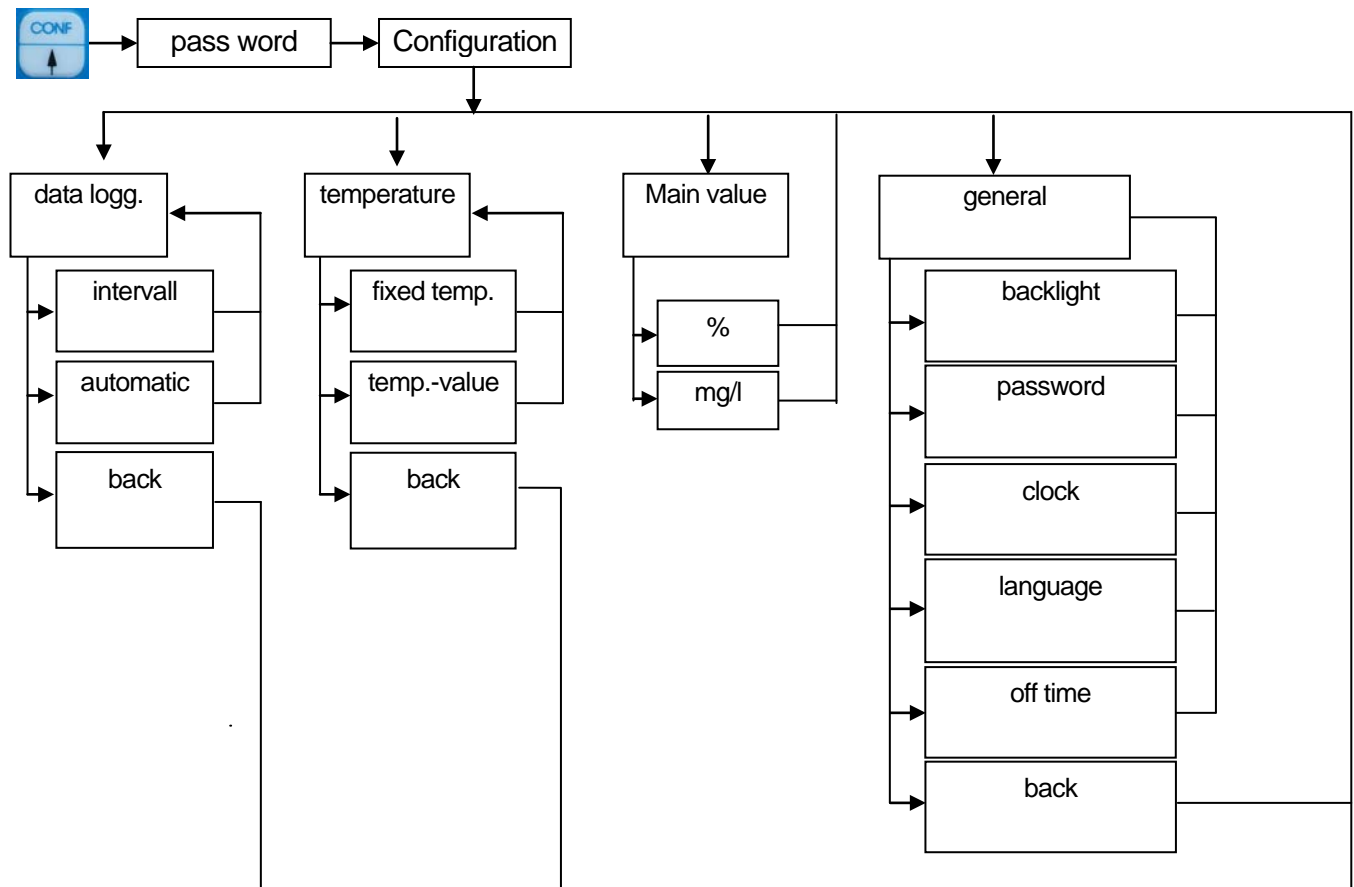 CONF
pass word
Configuration
data logg.
intervall
automatic
back
temperature
fixed temp.
temp.-value
back
Main value
%
mg/l
general
backlight
password
clock
language
off time
back
.